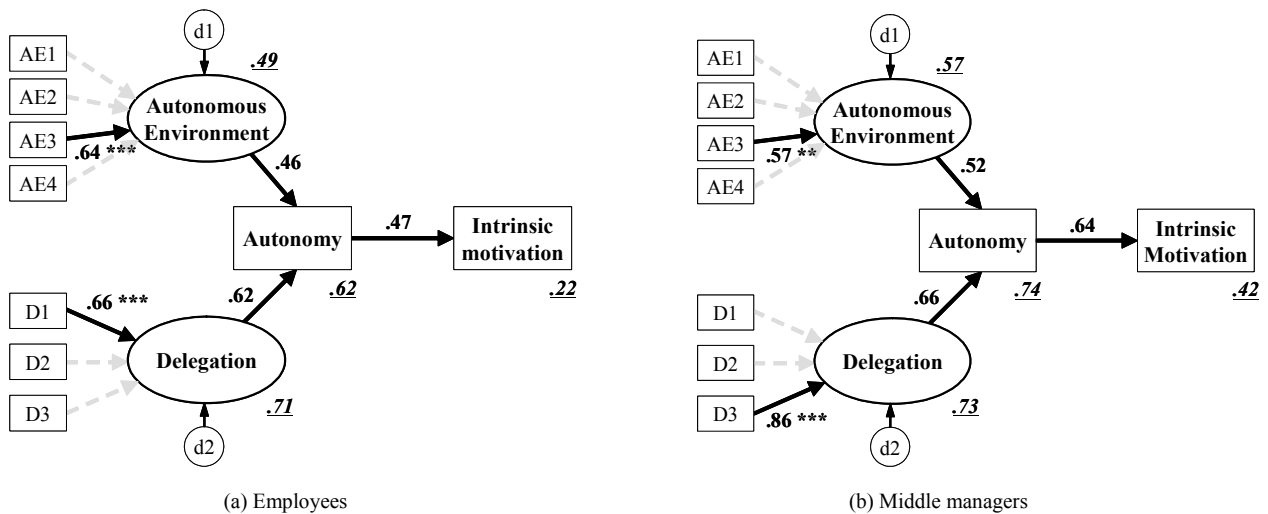 d1
.49
AE1
AE2
AE3
AE4
Autonomous
Environment
.64 ***
.46
Autonomy
.62
.47
Intrinsic
motivation
.22
.62
D1
D2
D3
.66 ***
Delegation
.71
d2
(a) Employees
d1
.57
AE1
AE2
AE3
AE4
Autonomous
Environment
.57 **
.52
Autonomy
.74
.64
Intrinsic
Motivation
.42
.66
D1
D2
D3
Delegation
.86 ***
.73
d2
(b) Middle managers